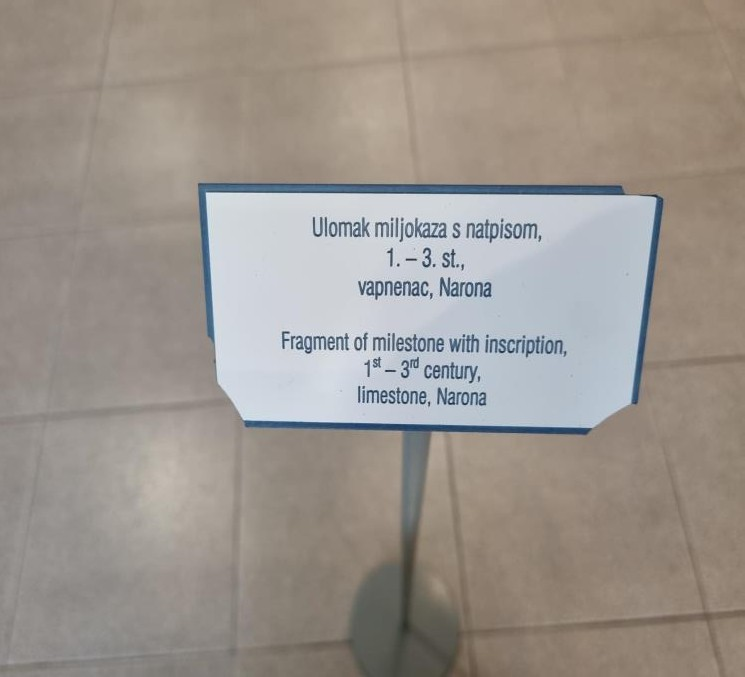 Ulomak miljokaza s natpisom,
1. – 3. st.,
vapnenac, Narona
Fragment of milestone with inscription,
1st – 3rd century,
limestone, Narona